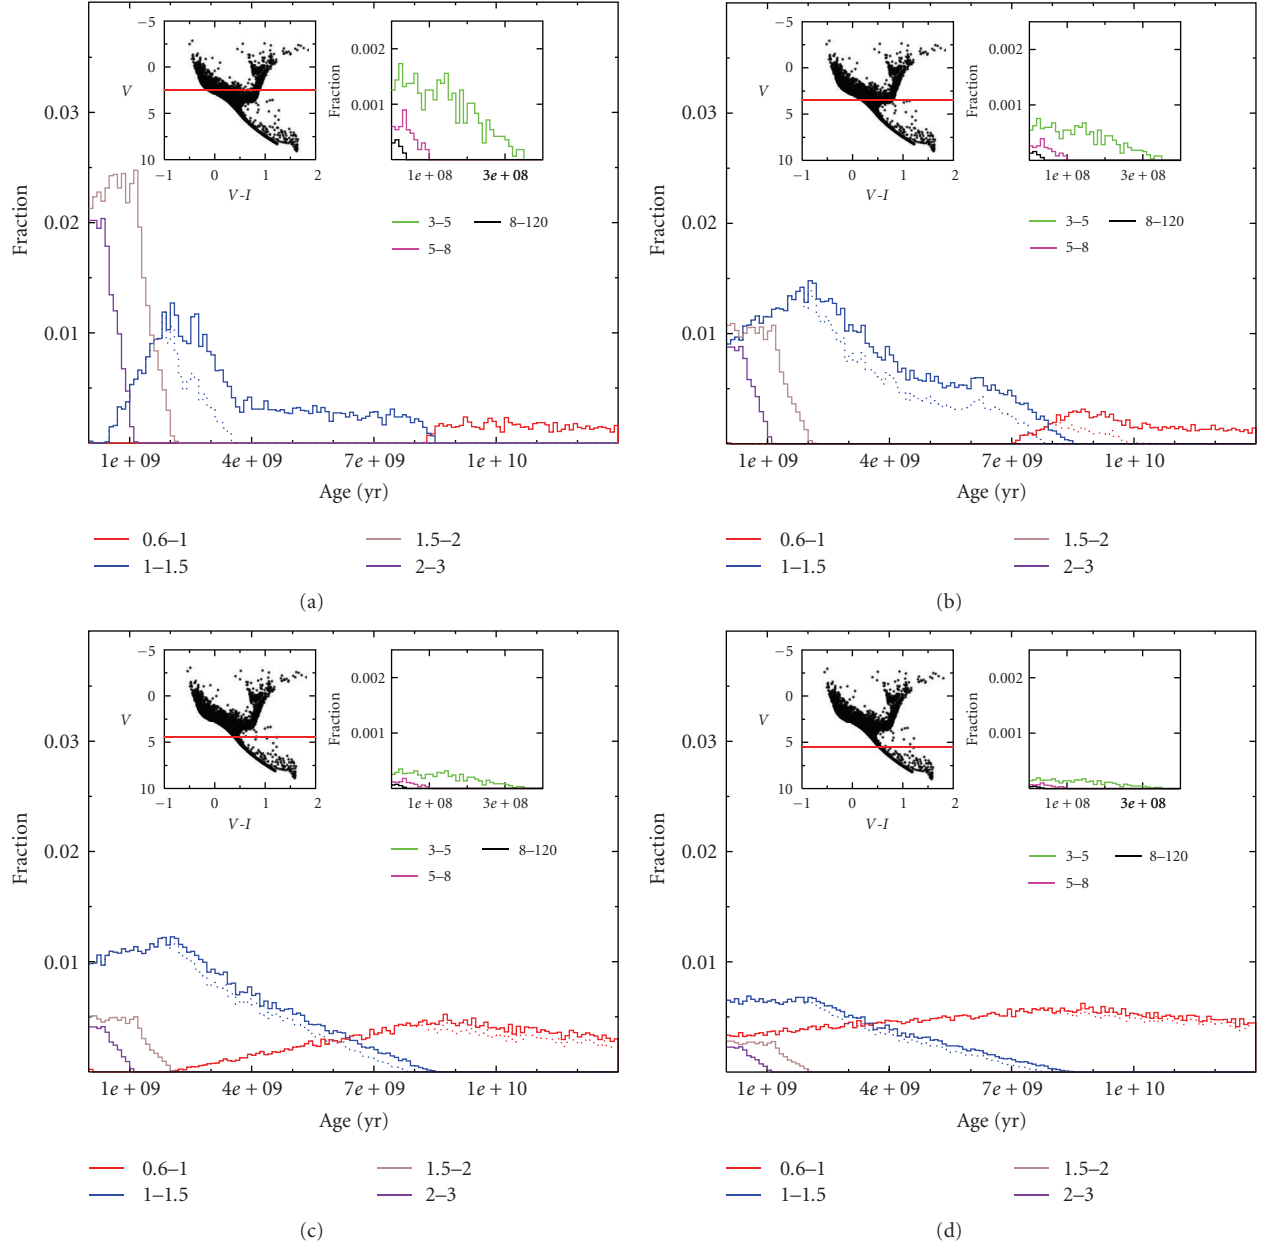 −5
0
V
5
10
−1
0
1
2
V-I
Fraction
0.002
0.001
1e + 08
3e + 08
3–5
8–120
5–8
Fraction
0.03
0.02
0.01
1e + 09
4e + 09
7e + 09
1e + 10
Age (yr)
0.6–1
1.5–2
1–1.5
2–3
(a)
−5
0
V
5
10
−1
0
1
2
V-I
Fraction
0.002
0.001
1e + 08
3e + 08
3–5
8–120
5–8
Fraction
0.03
0.02
0.01
1e + 09
4e + 09
7e + 09
1e + 10
Age (yr)
0.6–1
1.5–2
1–1.5
2–3
(b)
−5
0
V
5
10
−1
0
1
2
V-I
Fraction
0.002
0.001
1e + 08
3e + 08
3–5
8–120
5–8
Fraction
0.03
0.02
0.01
1e + 09
4e + 09
7e + 09
1e + 10
Age (yr)
0.6–1
1.5–2
1–1.5
2–3
(c)
−5
0
V
5
10
−1
0
1
2
V-I
Fraction
0.002
0.001
1e + 08
3e + 08
3–5
8–120
5–8
Fraction
0.03
0.02
0.01
1e + 09
4e + 09
7e + 09
1e + 10
Age (yr)
0.6–1
1.5–2
1–1.5
2–3
(d)